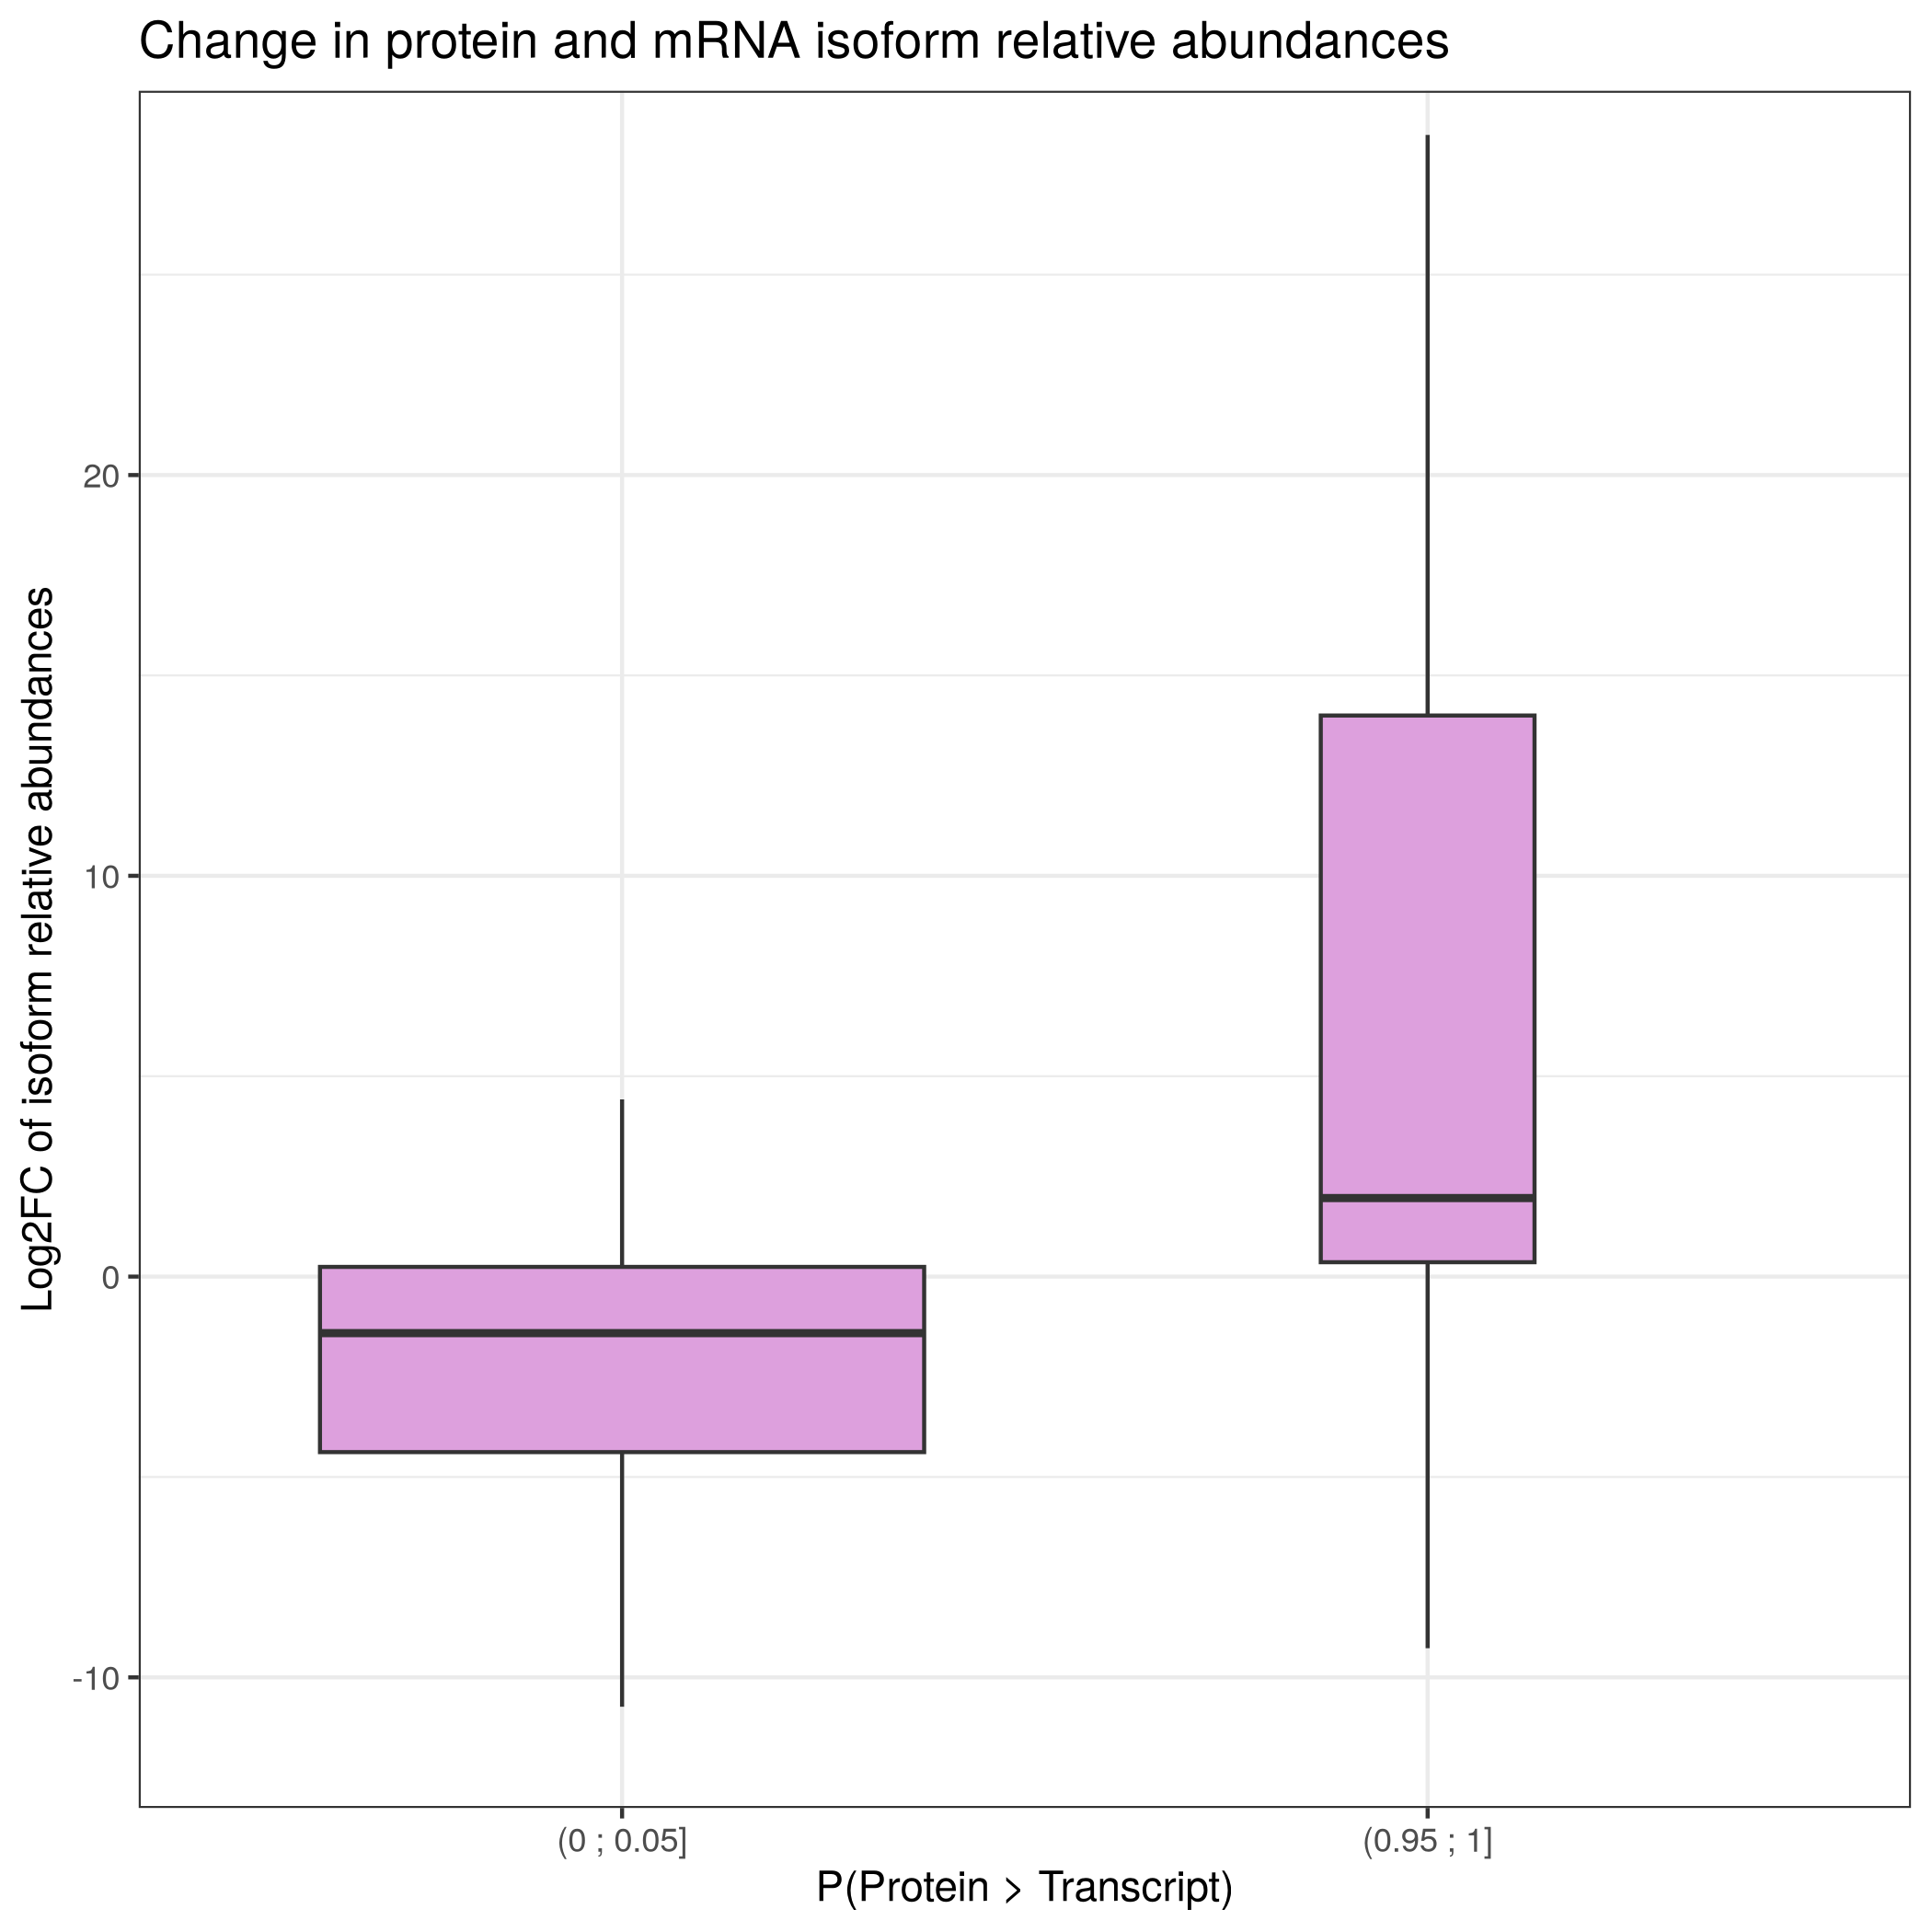 Change in protein and mRNA isoform relative abundances
Log2FC of isoform relative abundances
20
10
0
-10
(0 ; 0.05]
(0.95 ; 1]
P(Protein > Transcript)